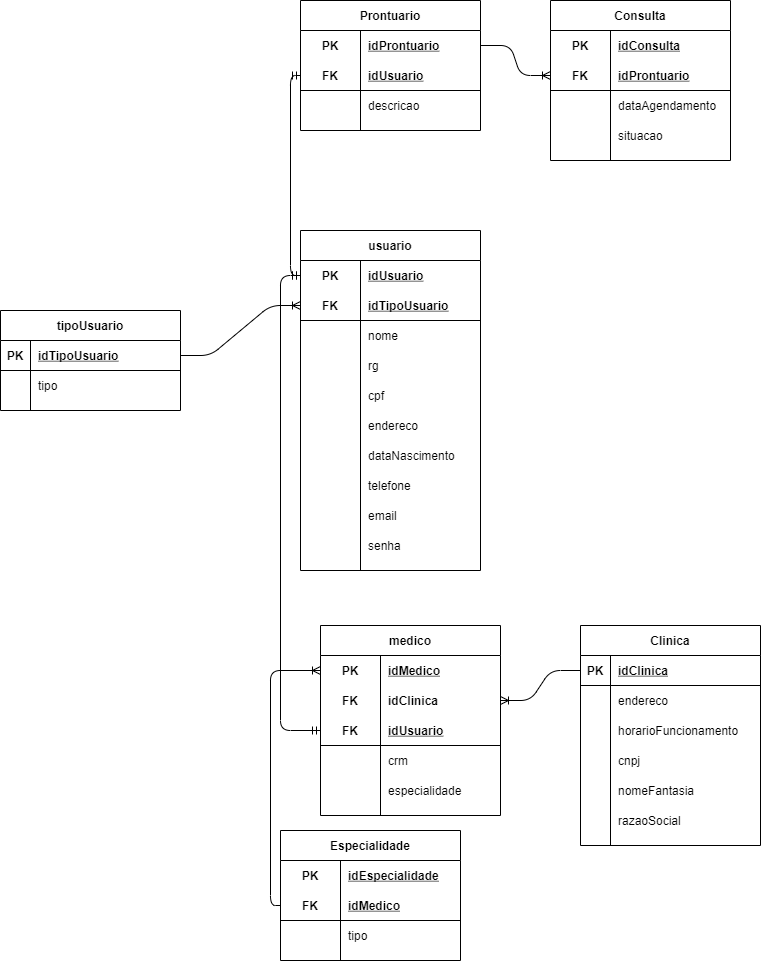 Prontuario
PK idProntuario
FK idUsuario
descricao
Consulta
PK idConsulta
FK idProntuario
dataAgendamento
situacao
usuario
PK idUsuario
FK idTipoUsuario
nome
rg
cpf
endereco
dataNascimento
telefone
email
senha
tipoUsuario
PK idTipoUsuario
tipo
medico
PK idMedico
FK idClinica
FK idUsuario
crm
especialidade
Clinica
PK idClinica
endereco
horarioFuncionamento
cnpj
nomeFantasia
razaoSocial
Especialidade
PK idEspecialidade
FK idMedico
tipo